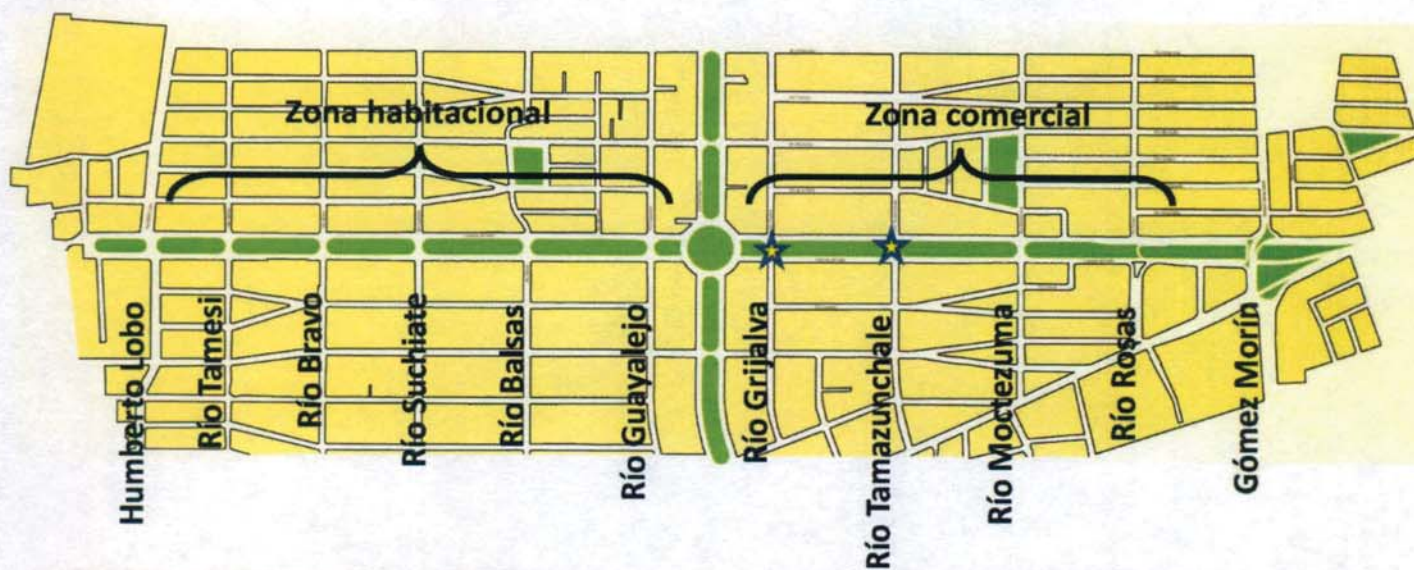 Zona habitacional
Zona comercial
Humberto Lobo
Río Tamesi
Río Bravo
Río Suchiate
Río Balsas
Río Guayalejo
Río Grijalva
Río Tamazunchale
Río Moctezuma
Río Rosas
Gómez Morín